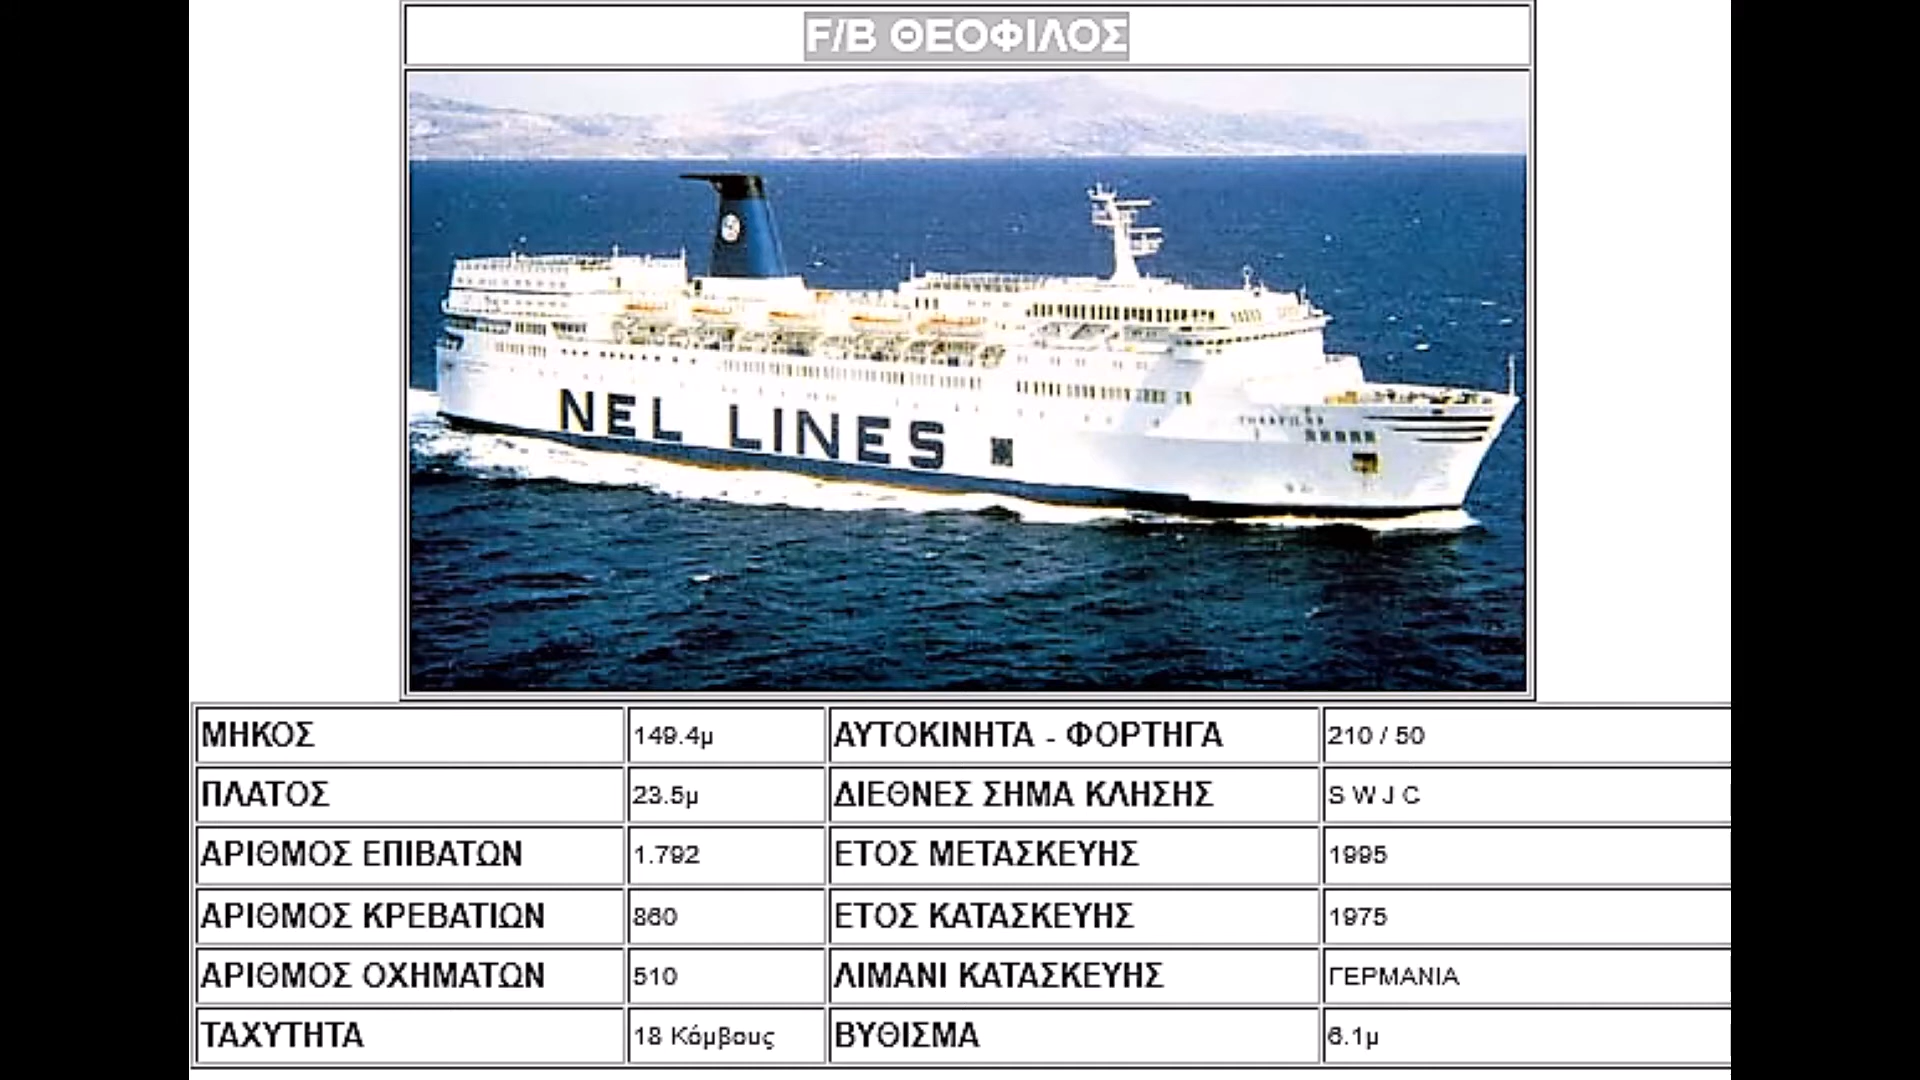 F/B ΘΕΟΦΙΛΟΣ
NEL LINES
ΜΗΚΟΣ 149.4μ ΑΥΤΟΚΙΝΗΤΑ - ΦΟΡΤΗΓΑ 210 / 50
ΠΛΑΤΟΣ 23.5μ ΔΙΕΘΝΕΣ ΣΗΜΑ ΚΛΗΣΗΣ S W J C
ΑΡΙΘΜΟΣ ΕΠΙΒΑΤΩΝ 1.792 ΕΤΟΣ ΜΕΤΑΣΚΕΥΗΣ 1995
ΑΡΙΘΜΟΣ ΚΡΕΒΑΤΙΩΝ 860 ΕΤΟΣ ΚΑΤΑΣΚΕΥΗΣ 1975
ΑΡΙΘΜΟΣ ΟΧΗΜΑΤΩΝ 510 ΛΙΜΑΝΙ ΚΑΤΑΣΚΕΥΗΣ ΓΕΡΜΑΝΙΑ
ΤΑΧΥΤΗΤΑ 18 Κόμβους ΒΥΘΙΣΜΑ 6.1μ